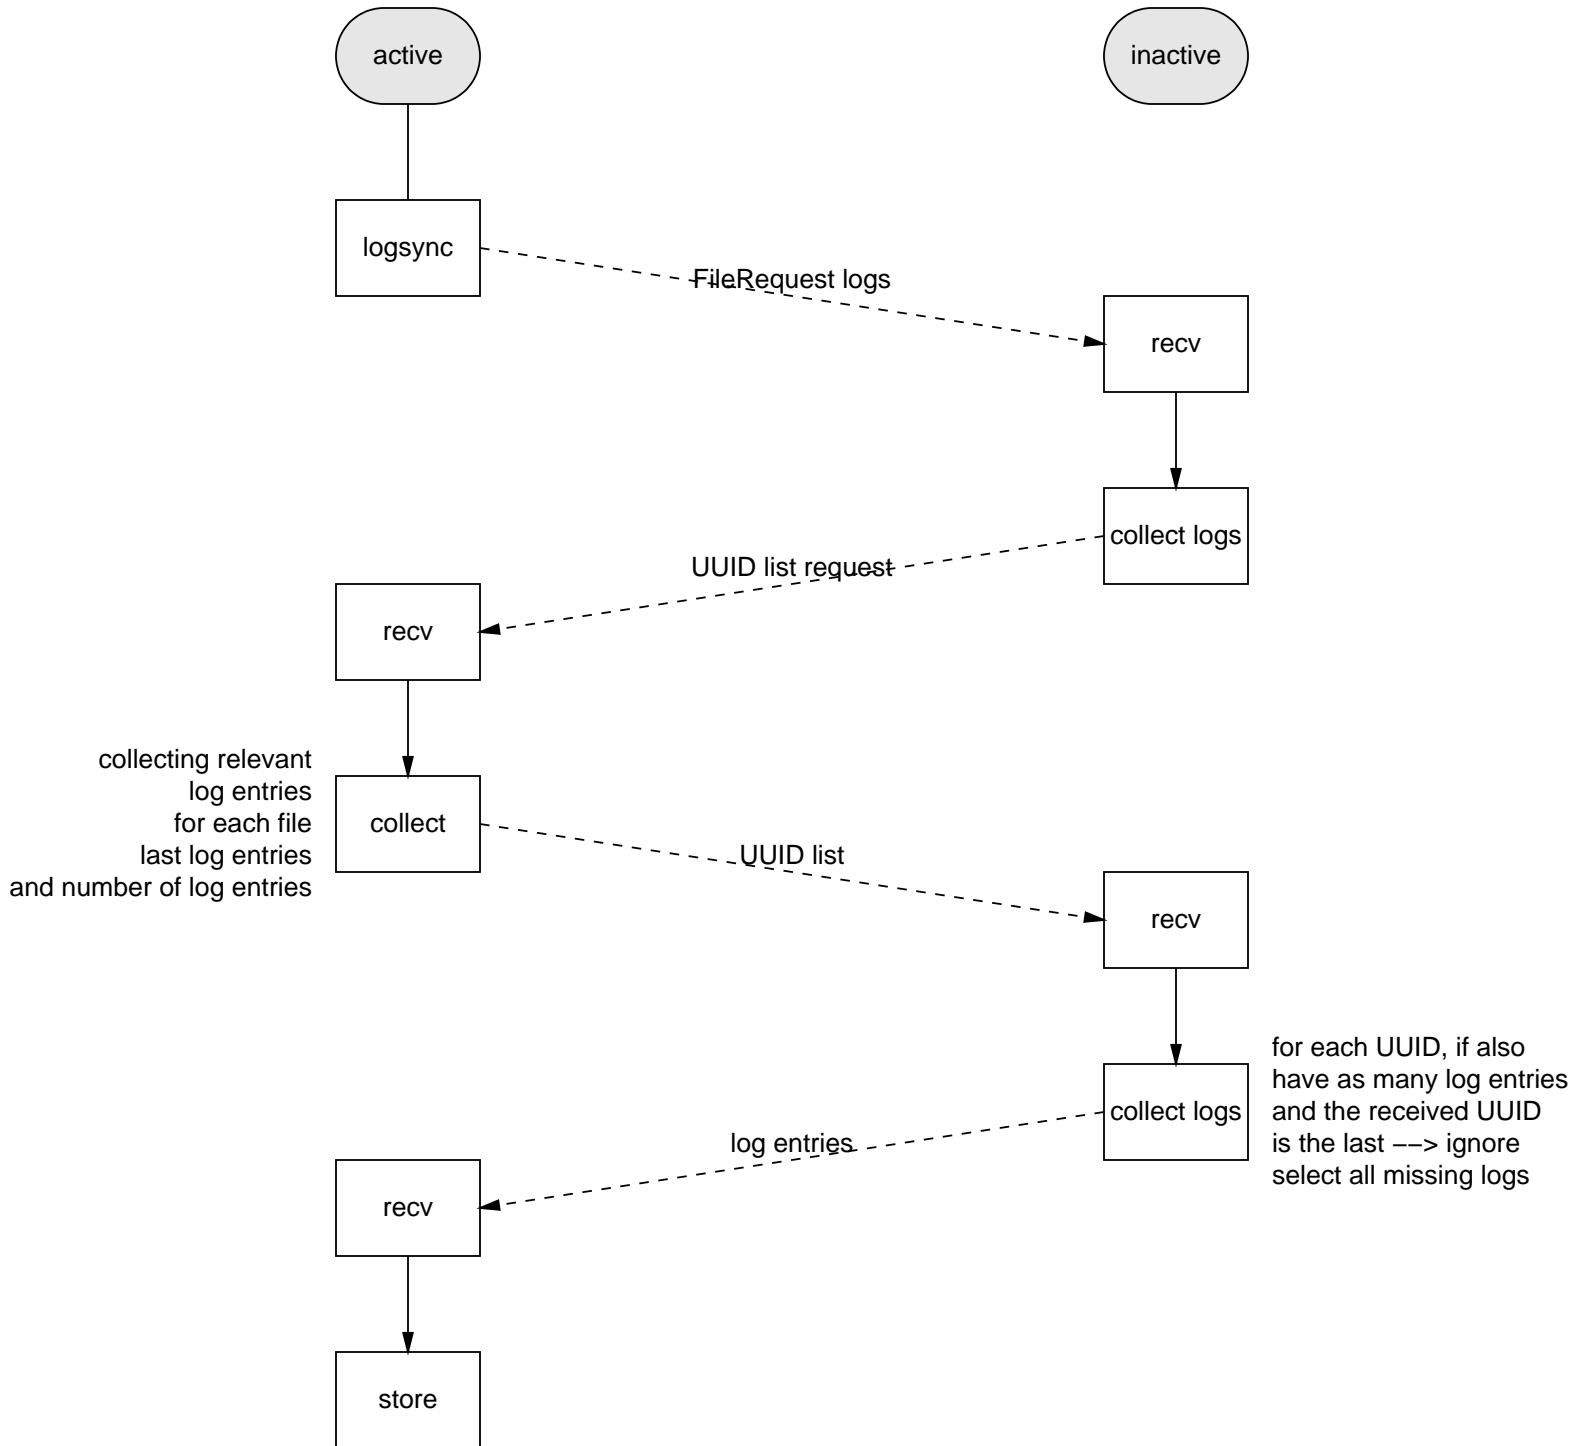 active
inactive
logsync
FileRequest logs
recv
collect logs
UUID list request
recv
collecting relevant
log entries
for each file
last log entries
and number of log entries
collect
UUID list
recv
for each UUID, if also
have as many log entries
and the received UUID
is the last −−> ignore
select all missing logs
collect logs
log entries
recv
store